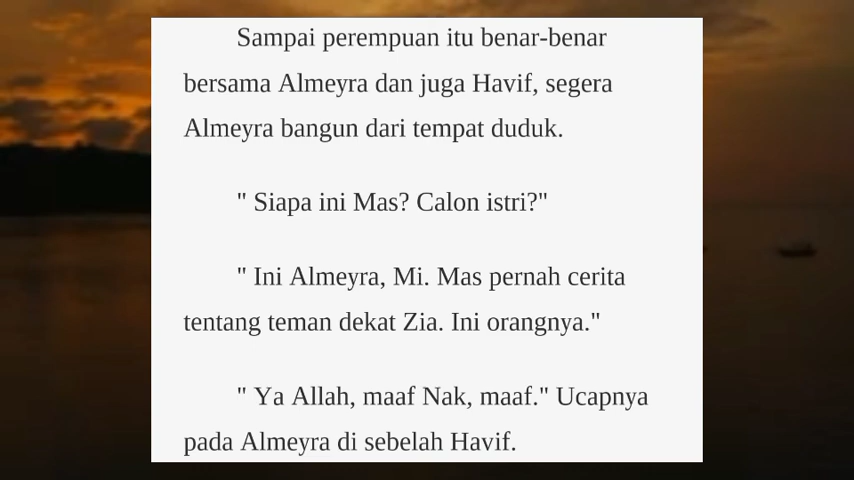 Sampai perempuan itu benar-benar
bersama Almeyra dan juga Havif, segera
Almeyra bangun dari tempat duduk.
" Siapa ini Mas? Calon istri?"
" Ini Almeyra, Mi. Mas pernah cerita
tentang teman dekat Zia. Ini orangnya."
" Ya Allah, maaf Nak, maaf." Ucapnya
pada Almeyra di sebelah Havif.